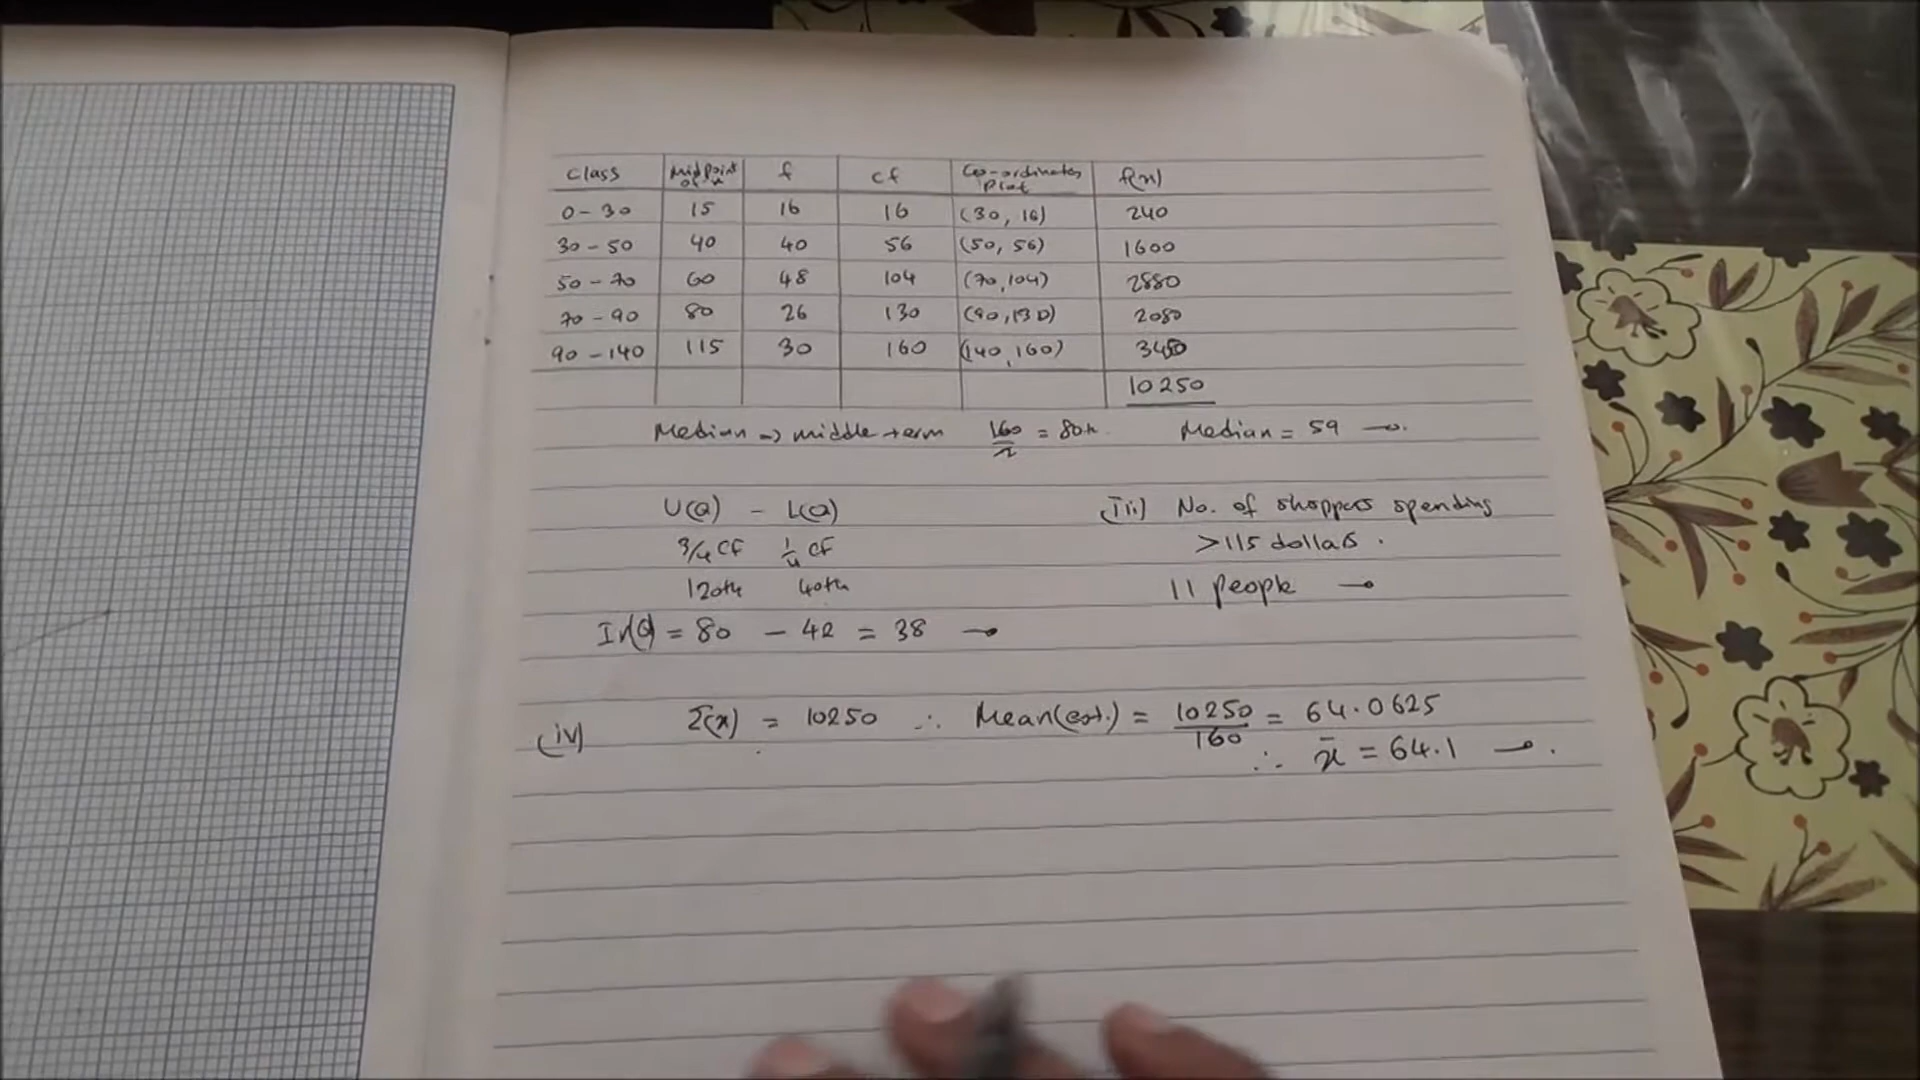 class | Midpoint of x | f | cf | Co-ordinates Plot | f(x)
0 - 30 | 15 | 16 | 16 | (30, 16) | 240
30 - 50 | 40 | 40 | 56 | (50, 56) | 1600
50 - 70 | 60 | 48 | 104 | (70, 104) | 2880
70 - 90 | 80 | 26 | 130 | (90, 130) | 2080
90 - 140 | 115 | 30 | 160 | (140, 160) | 3450
10250
Median => middle term 160/2 = 80th. Median = 59
U(Q) - L(Q)
3/4 CF 1/4 CF
120th 40th
Ir(Q) = 80 - 42 = 38
(iii) No. of shoppers spending
>115 dollars.
11 people
(iv) Σ(x) = 10250 ∴ Mean(est.) = 10250/160 = 64.0625
∴ x̄ = 64.1